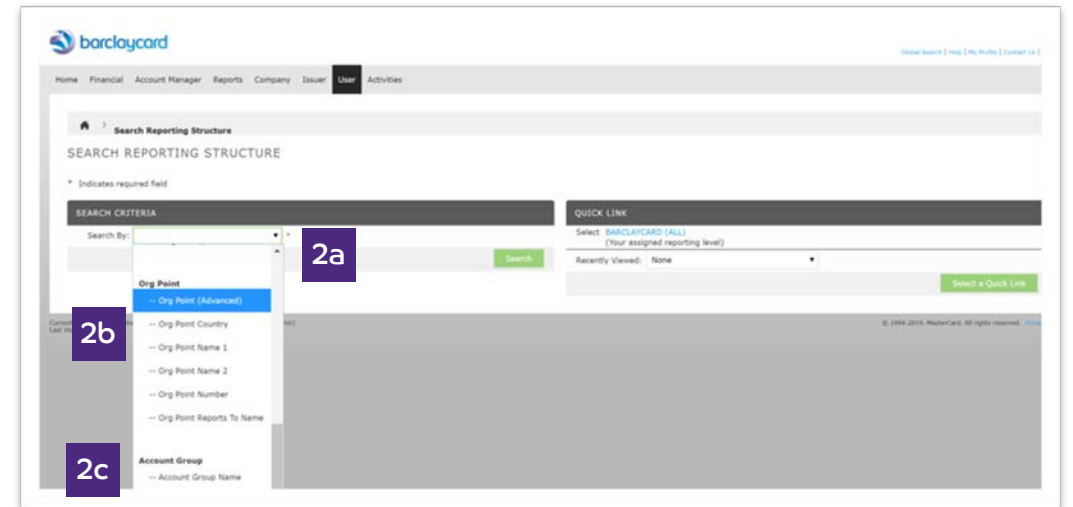 barclaycard
Global Search | Help | My Profile | Contact Us |
Home Financial Account Manager Reports Company Issuer User Activities
Search Reporting Structure
SEARCH REPORTING STRUCTURE
* Indicates required field
SEARCH CRITERIA
Search By: *
2a
Search
Org Point
-- Org Point (Advanced)
2b
-- Org Point Country
-- Org Point Name 1
-- Org Point Name 2
-- Org Point Number
-- Org Point Reports To Name
2c
Account Group
-- Account Group Name
QUICK LINK
Select BARCLAYCARD (ALL)
(Your assigned reporting level)
Recently Viewed: None
Select a Quick Link
MasterCard. All rights reserved.